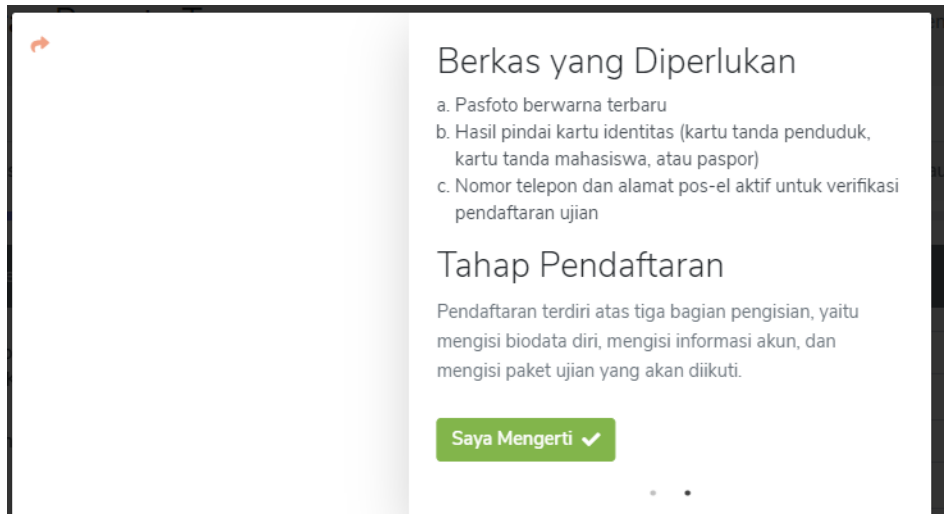 Berkas yang Diperlukan
a. Pasfoto berwarna terbaru
b. Hasil pindai kartu identitas (kartu tanda penduduk,
kartu tanda mahasiswa, atau paspor)
c. Nomor telepon dan alamat pos-el aktif untuk verifikasi
pendaftaran ujian
Tahap Pendaftaran
Pendaftaran terdiri atas tiga bagian pengisian, yaitu
mengisi biodata diri, mengisi informasi akun, dan
mengisi paket ujian yang akan diikuti.
Saya Mengerti